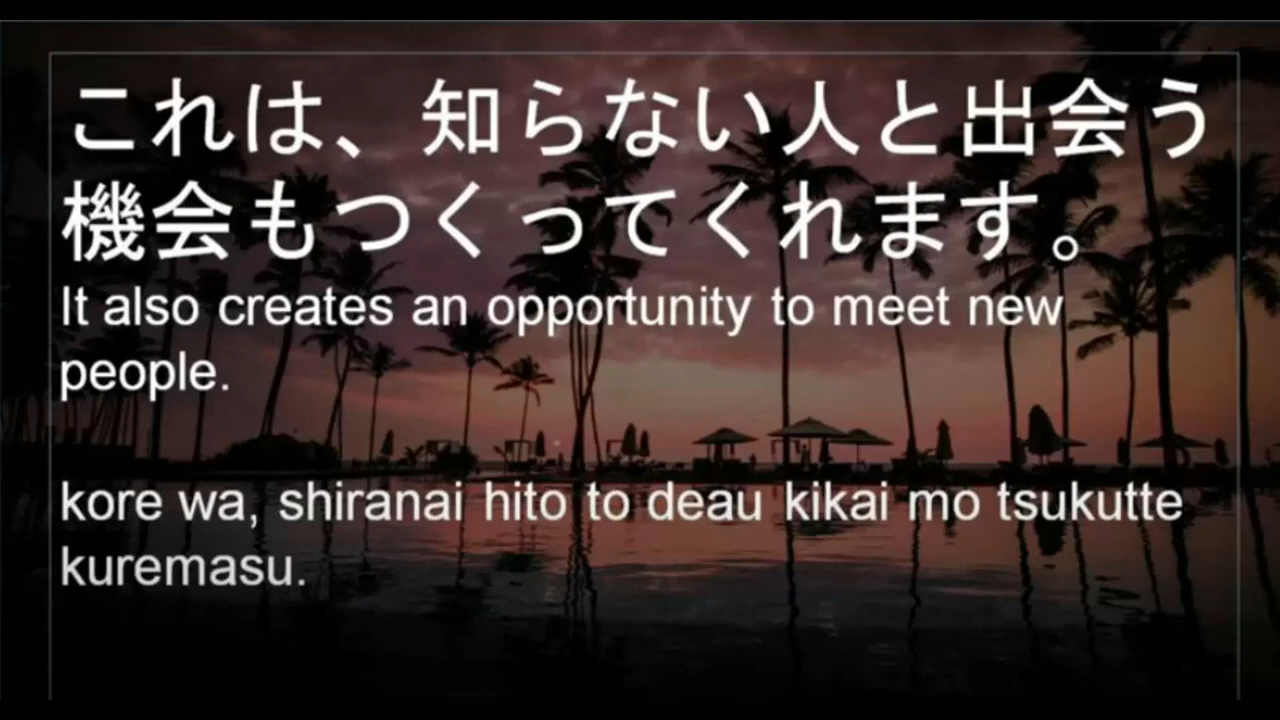 これは、知らない人と出会う
機会もつくってくれます。
It also creates an opportunity to meet new
people.
kore wa, shiranai hito to deau kikai mo tsukutte
kuremasu.